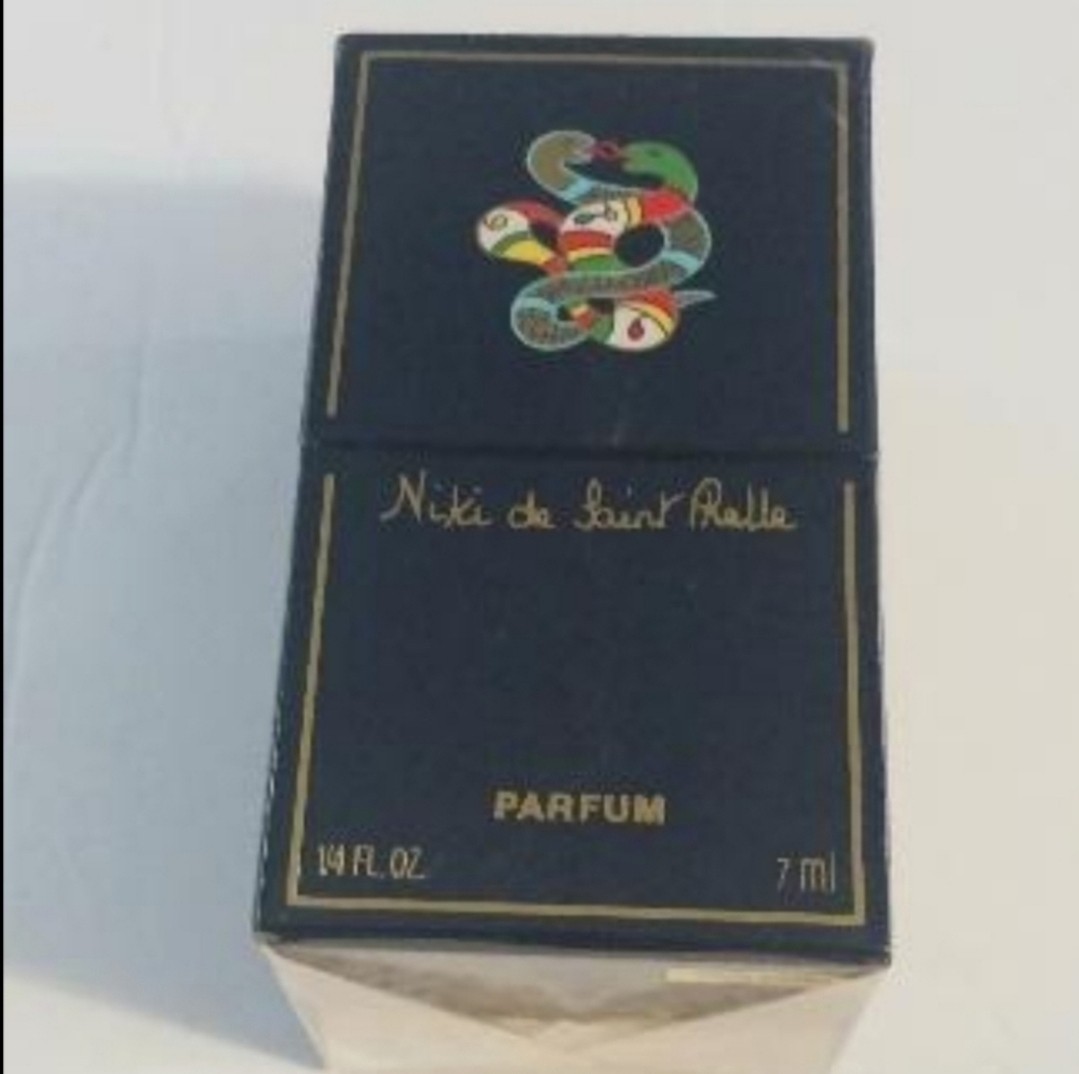 Niki de Saint Phalle
PARFUM
1/4 FL. OZ.
7 ml